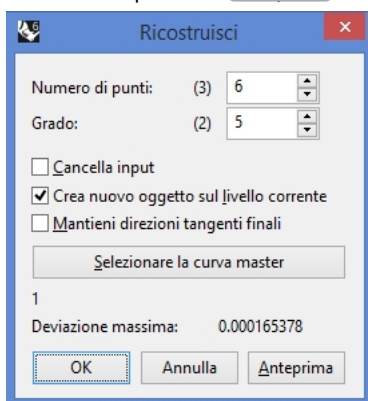 Ricostruisci
Numero di punti: (3) 6
Grado: (2) 5
Cancella input
Crea nuovo oggetto sul livello corrente
Mantieni direzioni tangenti finali
Selezionare la curva master
1
Deviazione massima: 0.000165378
OK Annulla Anteprima